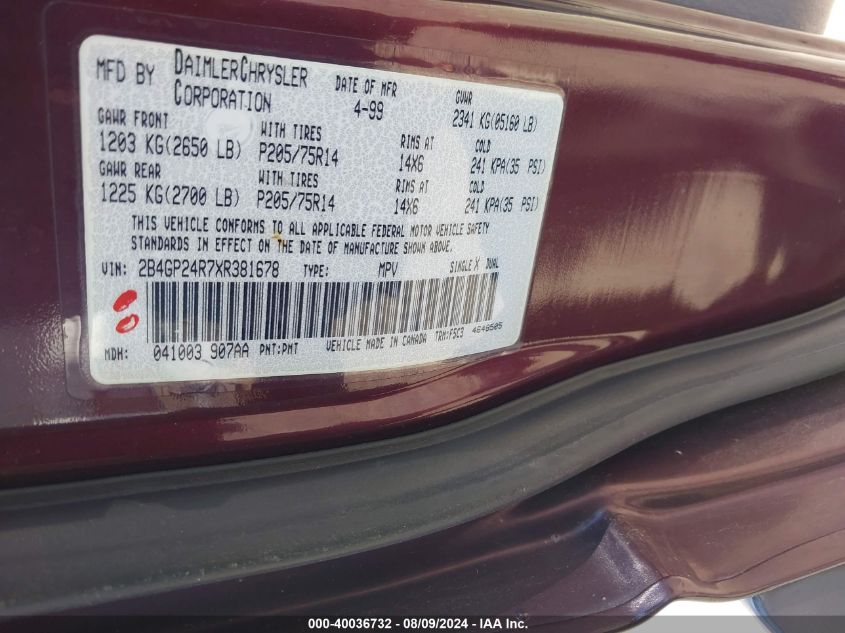 MFD BY DAIMLERCHRYSLER CORPORATION DATE OF MFR 4-99 GVWR 2341 KG(05160 LB)
GAWR FRONT WITH TIRES RIMS AT COLD
1203 KG(2650 LB) P205/75R14 14X6 241 KPA(35 PSI)
GAWR REAR WITH TIRES RIMS AT COLD
1225 KG(2700 LB) P205/75R14 14X6 241 KPA(35 PSI)
THIS VEHICLE CONFORMS TO ALL APPLICABLE FEDERAL MOTOR VEHICLE SAFETY
STANDARDS IN EFFECT ON THE DATE OF MANUFACTURE SHOWN ABOVE.
VIN: 2B4GP24R7XR381678 TYPE: MPV SINGLE X DUAL
MDH: 041003 907AA PNT:PMT VEHICLE MADE IN CANADA TRM:F5C3 4648505
000-40036732 - 08/09/2024 - IAA Inc.